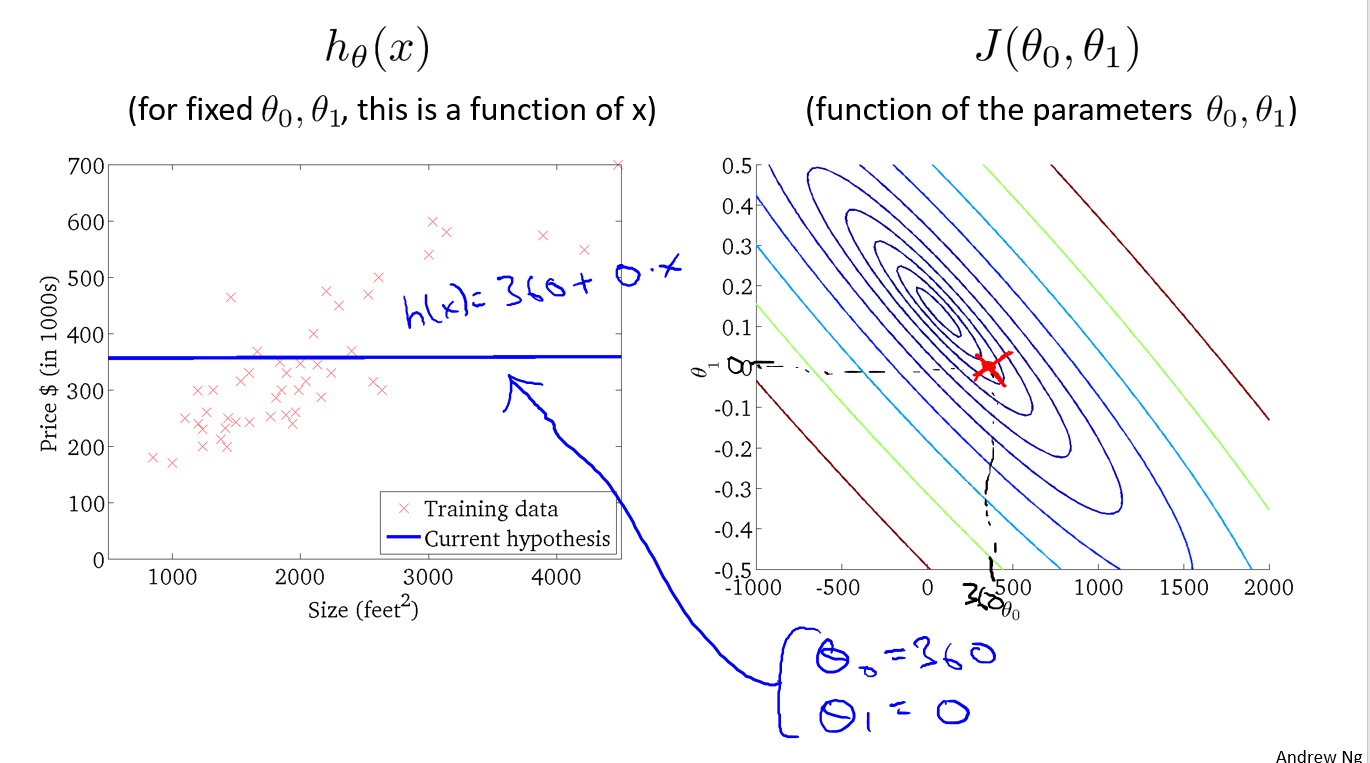 hθ(x)
(for fixed θ0, θ1, this is a function of x)
700
600
500
400
300
200
100
0
Price $ (in 1000s)
h(x) = 360 + 0·x
Training data
Current hypothesis
1000 2000 3000 4000
Size (feet²)
J(θ0, θ1)
(function of the parameters θ0, θ1)
0.5
0.4
0.3
0.2
0.1
0
0
-0.1
-0.2
-0.3
-0.4
-0.5
θ1
-1000 -500 0 500 1000 1500 2000
360
θ0
θ0 = 360
θ1 = 0
Andrew Ng